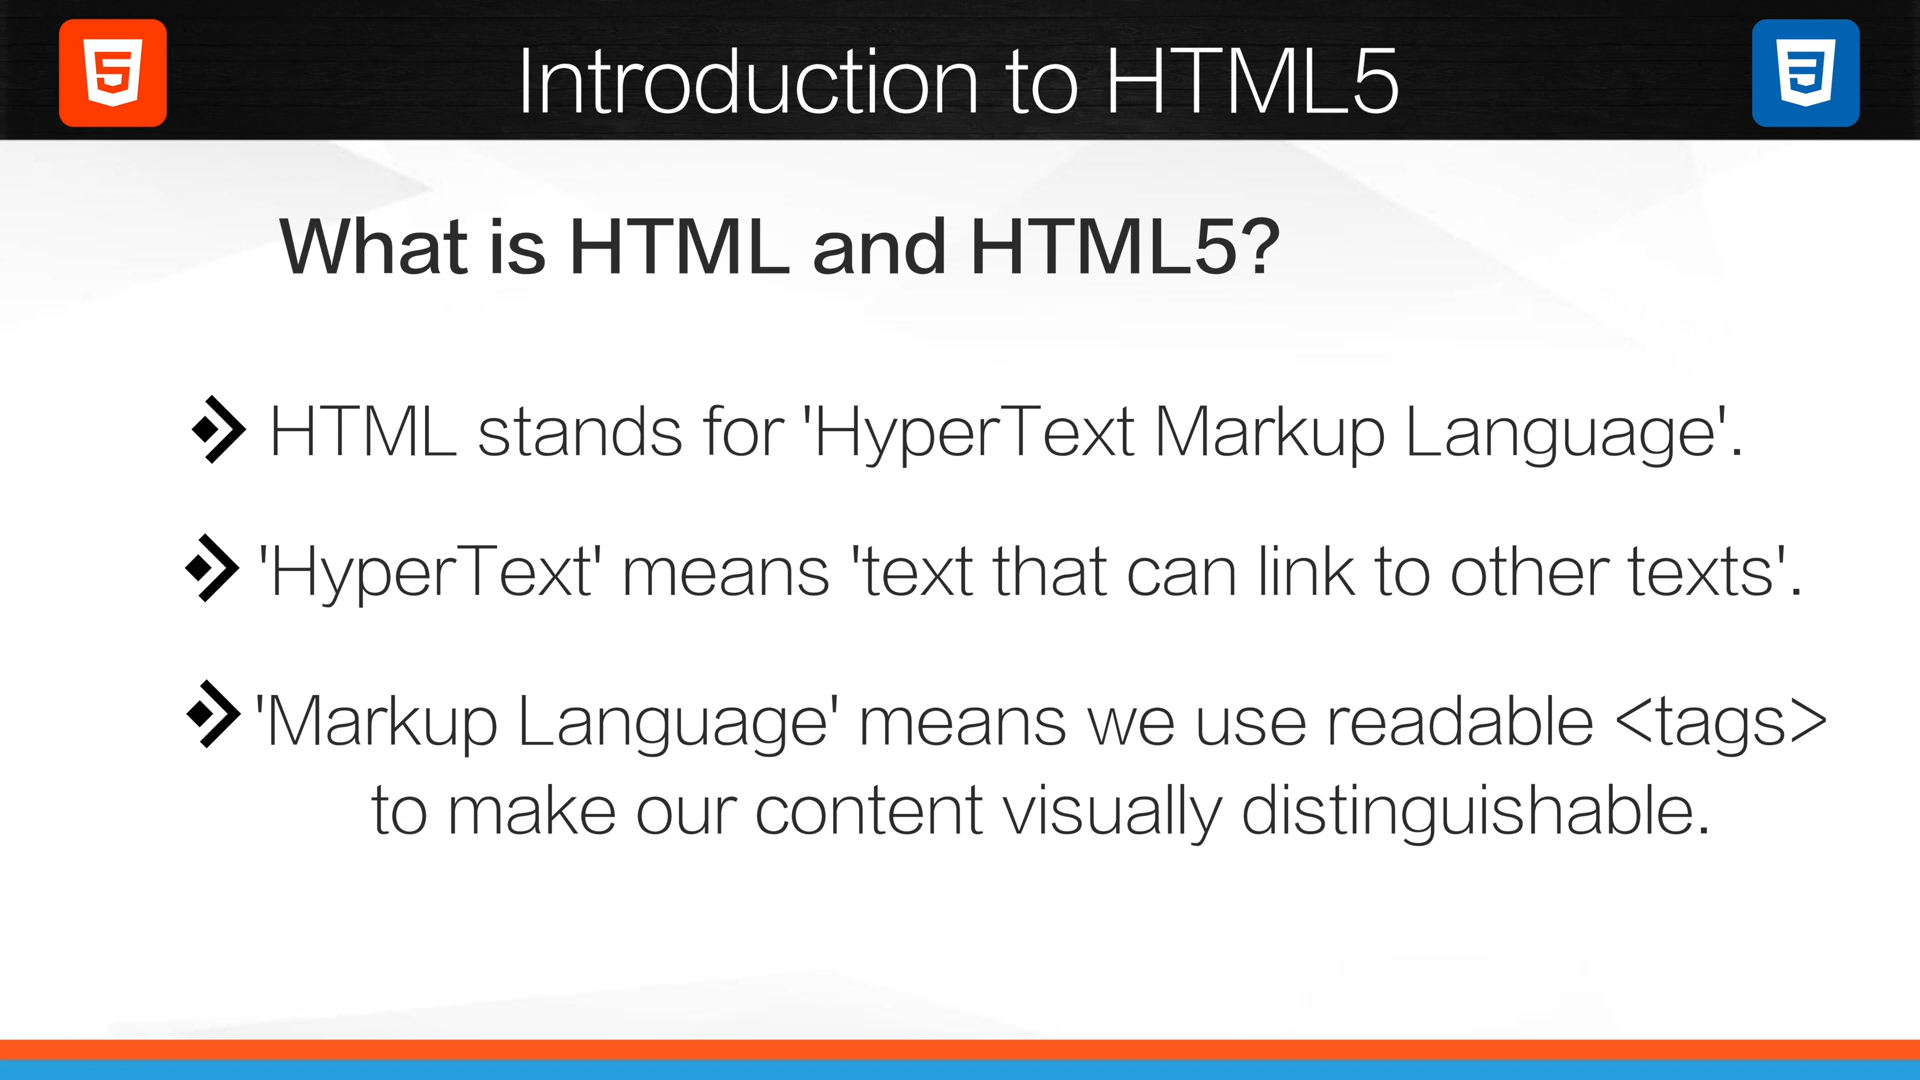 Introduction to HTML5
What is HTML and HTML5?
HTML stands for 'HyperText Markup Language'.
'HyperText' means 'text that can link to other texts'.
'Markup Language' means we use readable <tags>
to make our content visually distinguishable.